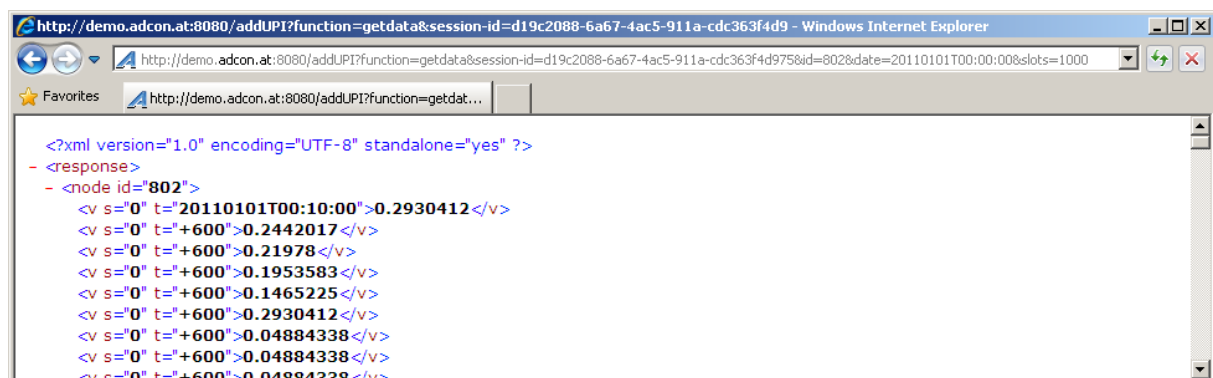 http://demo.adcon.at:8080/addUPI?function=getdata&session-id=d19c2088-6a67-4ac5-911a-cdc363f4d9 - Windows Internet Explorer
http://demo.adcon.at:8080/addUPI?function=getdata&session-id=d19c2088-6a67-4ac5-911a-cdc363f4d975&id=802&date=20110101T00:00:00&slots=1000
Favorites http://demo.adcon.at:8080/addUPI?function=getdat...
<?xml version="1.0" encoding="UTF-8" standalone="yes" ?>
- <response>
- <node id="802">
<v s="0" t="20110101T00:10:00">0.2930412</v>
<v s="0" t="+600">0.2442017</v>
<v s="0" t="+600">0.21978</v>
<v s="0" t="+600">0.1953583</v>
<v s="0" t="+600">0.1465225</v>
<v s="0" t="+600">0.2930412</v>
<v s="0" t="+600">0.04884338</v>
<v s="0" t="+600">0.04884338</v>
<v s="0" t="+600">0.04884338</v>